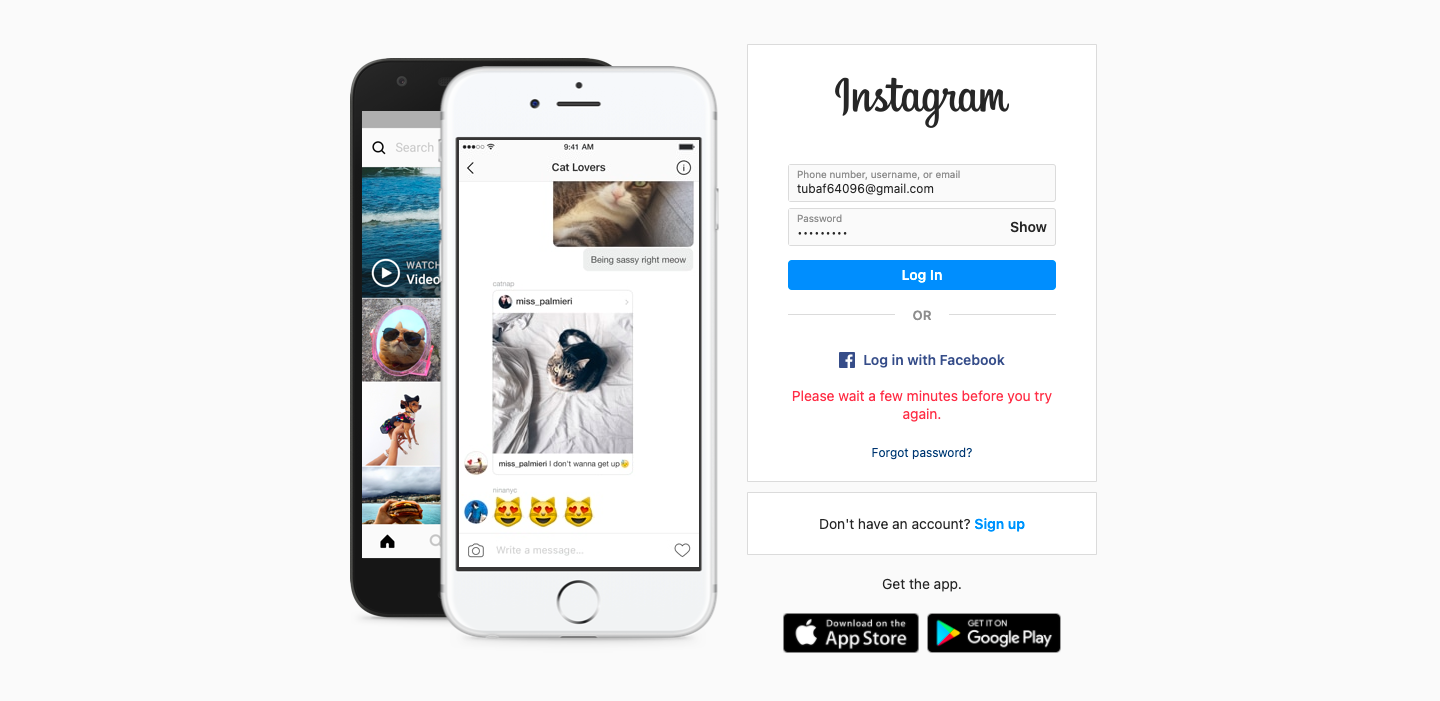 Search
WATCH
Video
9:41 AM
Cat Lovers
Being sassy right meow
catnap
miss_palmieri
miss_palmieri I don't wanna get up
ninanyc
Write a message...
Instagram
Phone number, username, or email
tubaf64096@gmail.com
Password
•••••••••
Show
Log In
OR
Log in with Facebook
Please wait a few minutes before you try
again.
Forgot password?
Don't have an account? Sign up
Get the app.
Download on the
App Store
GET IT ON
Google Play